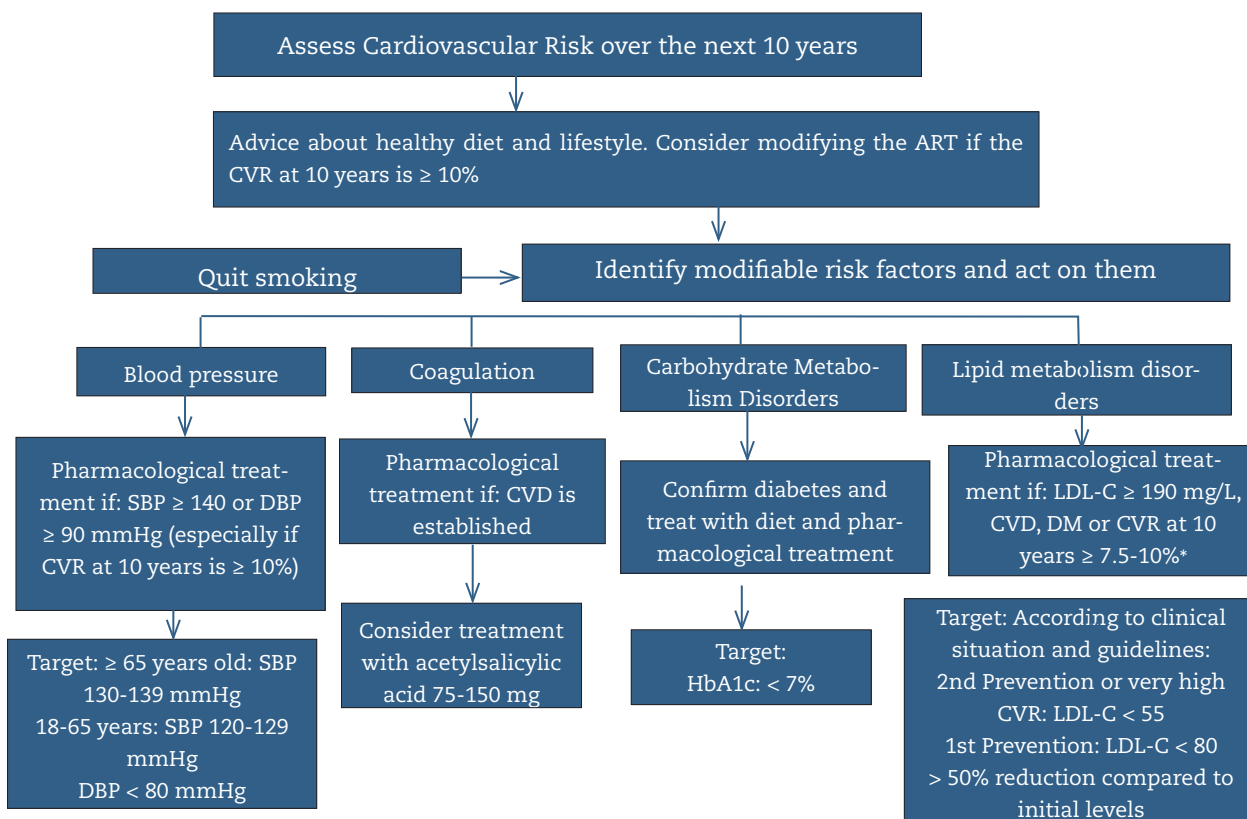 Assess Cardiovascular Risk over the next 10 years
Advice about healthy diet and lifestyle. Consider modifying the ART if the
CVR at 10 years is ≥ 10%
Quit smoking
Identify modifiable risk factors and act on them
Blood pressure
Coagulation
Carbohydrate Metabo-
lism Disorders
Lipid metabolism disor-
ders
Pharmacological treat-
ment if: SBP ≥ 140 or DBP
≥ 90 mmHg (especially if
CVR at 10 years is ≥ 10%)
Pharmacological
treatment if: CVD is
established
Confirm diabetes and
treat with diet and phar-
macological treatment
Pharmacological treat-
ment if: LDL-C ≥ 190 mg/L,
CVD, DM or CVR at 10
years ≥ 7.5-10%*
Target: ≥ 65 years old: SBP
130-139 mmHg
18-65 years: SBP 120-129
mmHg
DBP < 80 mmHg
Consider treatment
with acetylsalicylic
acid 75-150 mg
Target:
HbA1c: < 7%
Target: According to clinical
situation and guidelines:
2nd Prevention or very high
CVR: LDL-C < 55
1st Prevention: LDL-C < 80
> 50% reduction compared to
initial levels